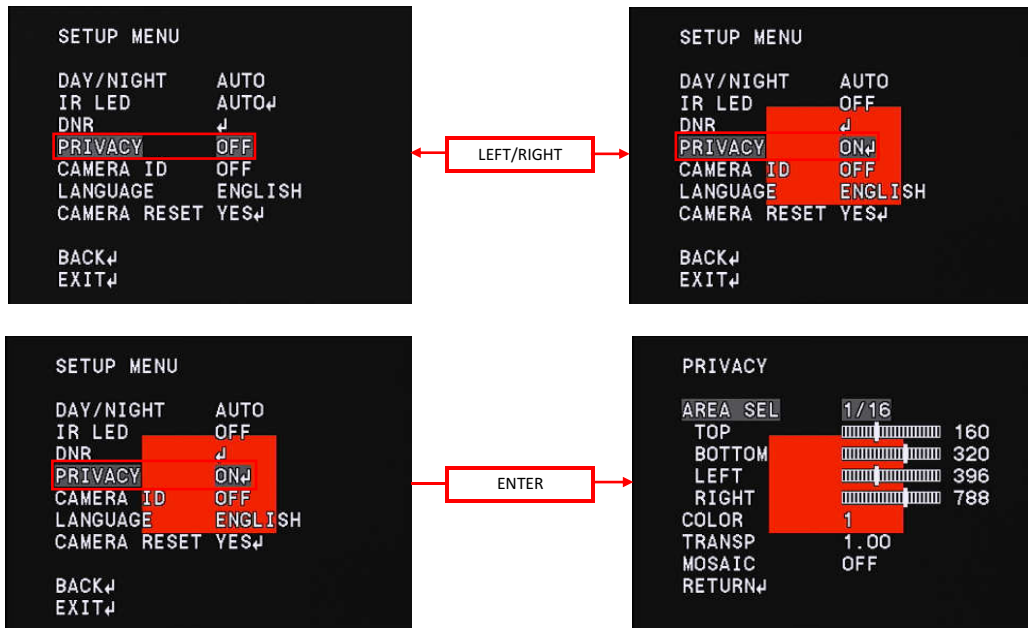 SETUP MENU
DAY/NIGHT AUTO
IR LED AUTO↲
DNR ↲
PRIVACY OFF
CAMERA ID OFF
LANGUAGE ENGLISH
CAMERA RESET YES↲
BACK↲
EXIT↲
LEFT/RIGHT
SETUP MENU
DAY/NIGHT AUTO
IR LED OFF
DNR ↲
PRIVACY ON↲
CAMERA ID OFF
LANGUAGE ENGLISH
CAMERA RESET YES↲
BACK↲
EXIT↲
SETUP MENU
DAY/NIGHT AUTO
IR LED OFF
DNR ↲
PRIVACY ON↲
CAMERA ID OFF
LANGUAGE ENGLISH
CAMERA RESET YES↲
BACK↲
EXIT↲
ENTER
PRIVACY
AREA SEL 1/16
TOP 160
BOTTOM 320
LEFT 396
RIGHT 788
COLOR 1
TRANSP 1.00
MOSAIC OFF
RETURN↲